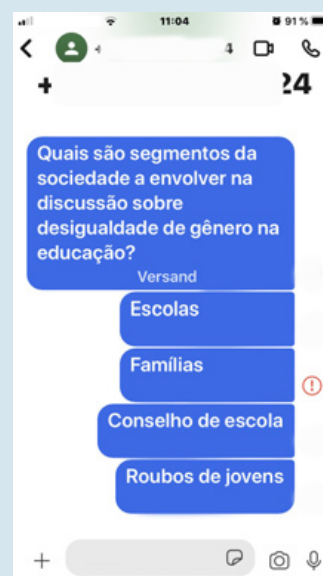 11:04
91 %
4
+ 24
Quais são segmentos da
sociedade a envolver na
discussão sobre
desigualdade de gênero na
educação?
Versand
Escolas
Famílias
Conselho de escola
Roubos de jovens